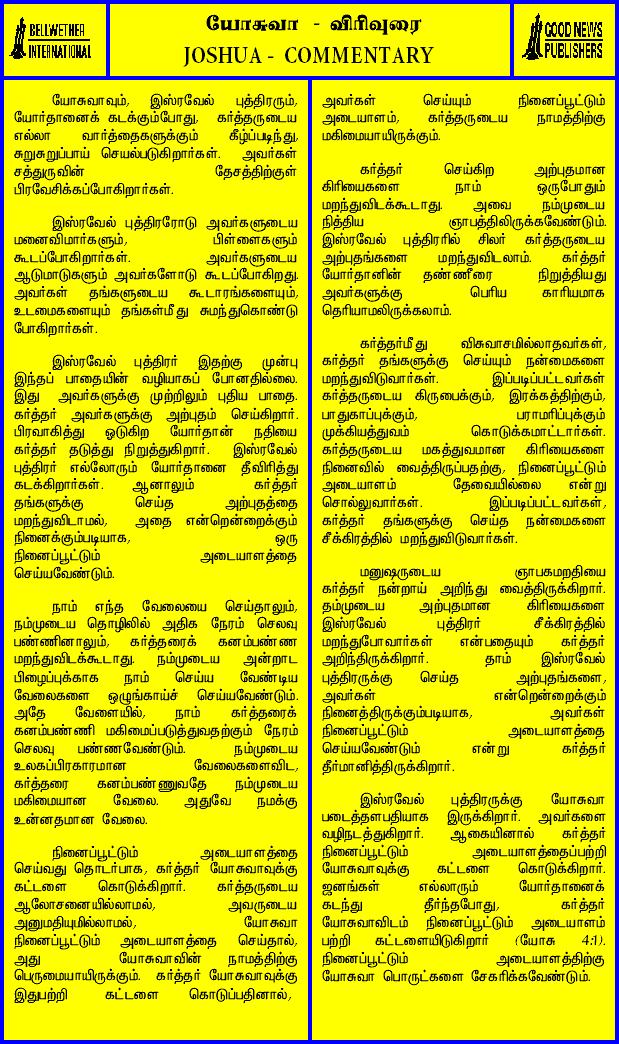 BELLWETHER
INTERNATIONAL
யோசுவா - விரிவுரை
JOSHUA - COMMENTARY
GOOD NEWS
PUBLISHERS
யோசுவாவும், இஸ்ரவேல் புத்திரரும்,
யோர்தானைக் கடக்கும்போது, கர்த்தருடைய
எல்லா வார்த்தைகளுக்கும் கீழ்ப்படிந்து,
சுறுசுறுப்பாய் செயல்படுகிறார்கள். அவர்கள்
சத்துருவின் தேசத்திற்குள்
பிரவேசிக்கப்போகிறார்கள்.
இஸ்ரவேல் புத்திரரோடு அவர்களுடைய
மனைவிமார்களும், பிள்ளைகளும்
கூடப்போகிறார்கள். அவர்களுடைய
ஆடுமாடுகளும் அவர்களோடு கூடப்போகிறது.
அவர்கள் தங்களுடைய கூடாரங்களையும்,
உடமைகளையும் தங்கள்மீது சுமந்துகொண்டு
போகிறார்கள்.
இஸ்ரவேல் புத்திரர் இதற்கு முன்பு
இந்தப் பாதையின் வழியாகப் போனதில்லை.
இது அவர்களுக்கு முற்றிலும் புதிய பாதை.
கர்த்தர் அவர்களுக்கு அற்புதம் செய்கிறார்.
பிரவாகித்து ஓடுகிற யோர்தான் நதியை
கர்த்தர் தடுத்து நிறுத்துகிறார். இஸ்ரவேல்
புத்திரர் எல்லோரும் யோர்தானை தீவிரித்து
கடக்கிறார்கள். ஆனாலும் கர்த்தர்
தங்களுக்கு செய்த அற்புதத்தை
மறந்துவிடாமல், அதை என்றென்றைக்கும்
நினைக்கும்படியாக, ஒரு
நினைப்பூட்டும் அடையாளத்தை
செய்யவேண்டும்.
நாம் எந்த வேலையை செய்தாலும்,
நம்முடைய தொழிலில் அதிக நேரம் செலவு
பண்ணினாலும், கர்த்தரைக் கனம்பண்ண
மறந்துவிடக்கூடாது. நம்முடைய அன்றாட
பிழைப்புக்காக நாம் செய்ய வேண்டிய
வேலைகளை ஒழுங்காய்ச் செய்யவேண்டும்.
அதே வேளையில், நாம் கர்த்தரைக்
கனம்பண்ணி மகிமைப்படுத்துவதற்கும் நேரம்
செலவு பண்ணவேண்டும். நம்முடைய
உலகப்பிரகாரமான வேலைகளைவிட,
கர்த்தரை கனம்பண்ணுவதே நம்முடைய
மகிமையான வேலை. அதுவே நமக்கு
உன்னதமான வேலை.
நினைப்பூட்டும் அடையாளத்தை
செய்வது தொடர்பாக, கர்த்தர் யோசுவாவுக்கு
கட்டளை கொடுக்கிறார். கர்த்தருடைய
ஆலோசனையில்லாமல், அவருடைய
அனுமதியுமில்லாமல், யோசுவா
நினைப்பூட்டும் அடையாளத்தை செய்தால்,
அது யோசுவாவின் நாமத்திற்கு
பெருமையாயிருக்கும். கர்த்தர் யோசுவாவுக்கு
இதுபற்றி கட்டளை கொடுப்பதினால்,
அவர்கள் செய்யும் நினைப்பூட்டும்
அடையாளம், கர்த்தருடைய நாமத்திற்கு
மகிமையாயிருக்கும்.
கர்த்தர் செய்கிற அற்புதமான
கிரியைகளை நாம் ஒருபோதும்
மறந்துவிடக்கூடாது. அவை நம்முடைய
நித்திய ஞாபத்திலிருக்கவேண்டும்.
இஸ்ரவேல் புத்திரரில் சிலர் கர்த்தருடைய
அற்புதங்களை மறந்துவிடலாம். கர்த்தர்
யோர்தானின் தண்ணீரை நிறுத்தியது
அவர்களுக்கு பெரிய காரியமாக
தெரியாமலிருக்கலாம்.
கர்த்தர்மீது விசுவாசமில்லாதவர்கள்,
கர்த்தர் தங்களுக்கு செய்யும் நன்மைகளை
மறந்துவிடுவார்கள். இப்படிப்பட்டவர்கள்
கர்த்தருடைய கிருபைக்கும், இரக்கத்திற்கும்,
பாதுகாப்புக்கும், பராமரிப்புக்கும்
முக்கியத்துவம் கொடுக்கமாட்டார்கள்.
கர்த்தருடைய மகத்துவமான கிரியைகளை
நினைவில் வைத்திருப்பதற்கு, நினைப்பூட்டும்
அடையாளம் தேவையில்லை என்று
சொல்லுவார்கள். இப்படிப்பட்டவர்கள்,
கர்த்தர் தங்களுக்கு செய்த நன்மைகளை
சீக்கிரத்தில் மறந்துவிடுவார்கள்.
மனுஷருடைய ஞாபகமறதியை
கர்த்தர் நன்றாய் அறிந்து வைத்திருக்கிறார்.
தம்முடைய அற்புதமான கிரியைகளை
இஸ்ரவேல் புத்திரர் சீக்கிரத்தில்
மறந்துபோவார்கள் என்பதையும் கர்த்தர்
அறிந்திருக்கிறார். தாம் இஸ்ரவேல்
புத்திரருக்கு செய்த அற்புதங்களை,
அவர்கள் என்றென்றைக்கும்
நினைத்திருக்கும்படியாக, அவர்கள்
நினைப்பூட்டும் அடையாளத்தை
செய்யவேண்டும் என்று கர்த்தர்
தீர்மானித்திருக்கிறார்.
இஸ்ரவேல் புத்திரருக்கு யோசுவா
படைத்தளபதியாக இருக்கிறார். அவர்களை
வழிநடத்துகிறார். ஆகையினால் கர்த்தர்
நினைப்பூட்டும் அடையாளத்தைப்பற்றி
யோசுவாவுக்கு கட்டளை கொடுக்கிறார்.
ஜனங்கள் எல்லாரும் யோர்தானைக்
கடந்து தீர்ந்தபோது, கர்த்தர்
யோசுவாவிடம் நினைப்பூட்டும் அடையாளம்
பற்றி கட்டளையிடுகிறார் (யோசு 4:1).
நினைப்பூட்டும் அடையாளத்திற்கு
யோசுவா பொருட்களை சேகரிக்கவேண்டும்.